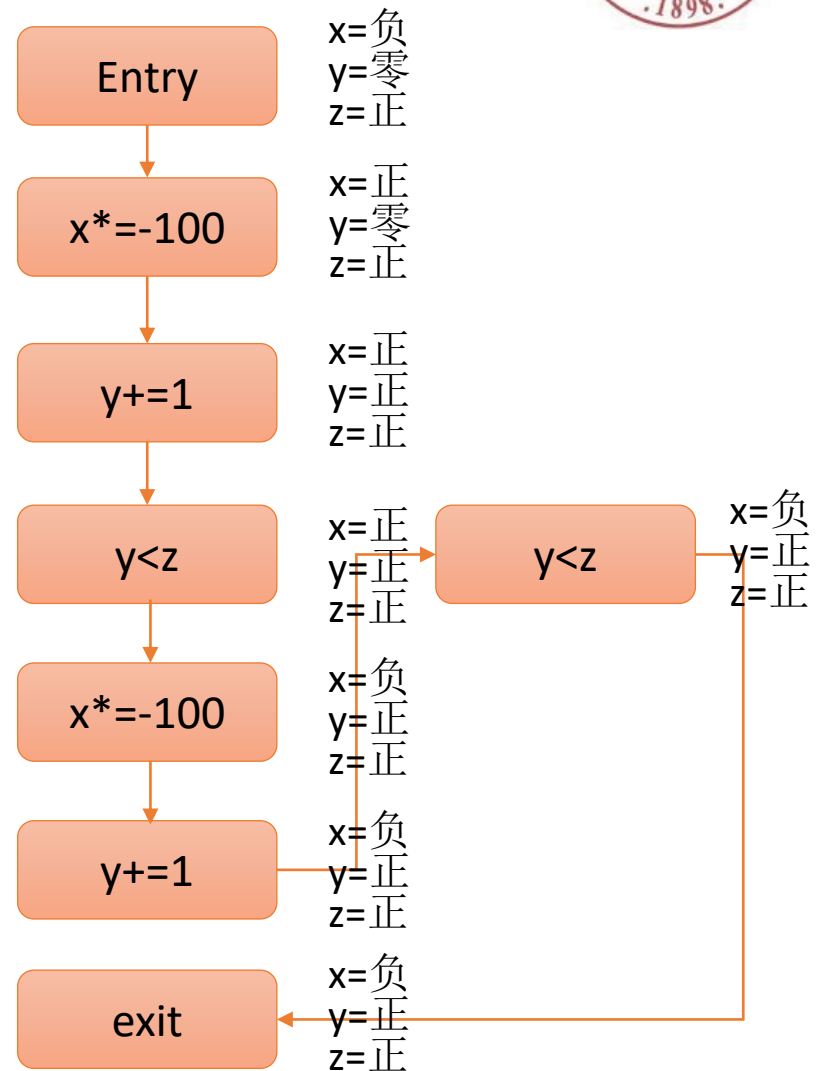 ·1898·
Entry
x=负
y=零
z=正
x*=-100
x=正
y=零
z=正
y+=1
x=正
y=正
z=正
y<z
x=正
y=正
z=正
y<z
x=负
y=正
z=正
x*=-100
x=负
y=正
z=正
y+=1
x=负
y=正
z=正
exit
x=负
y=正
z=正